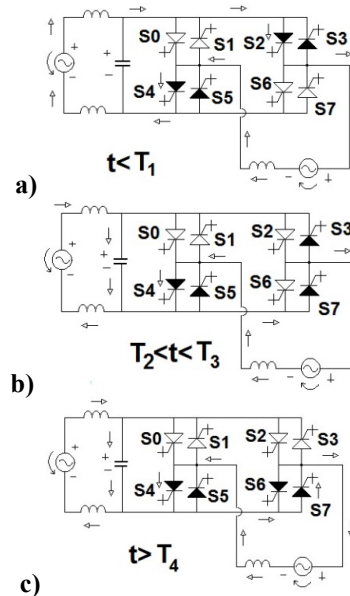 S0 S1 S2 S3
+ + + +
S4 S5 S6 S7
t< T1
- +
a)
S0 S1 S2 S3
+ + + +
S4 S5 S6 S7
T2<t< T3
- +
b)
S0 S1 S2 S3
+ + + +
S4 S5 S6 S7
t> T4
- +
c)